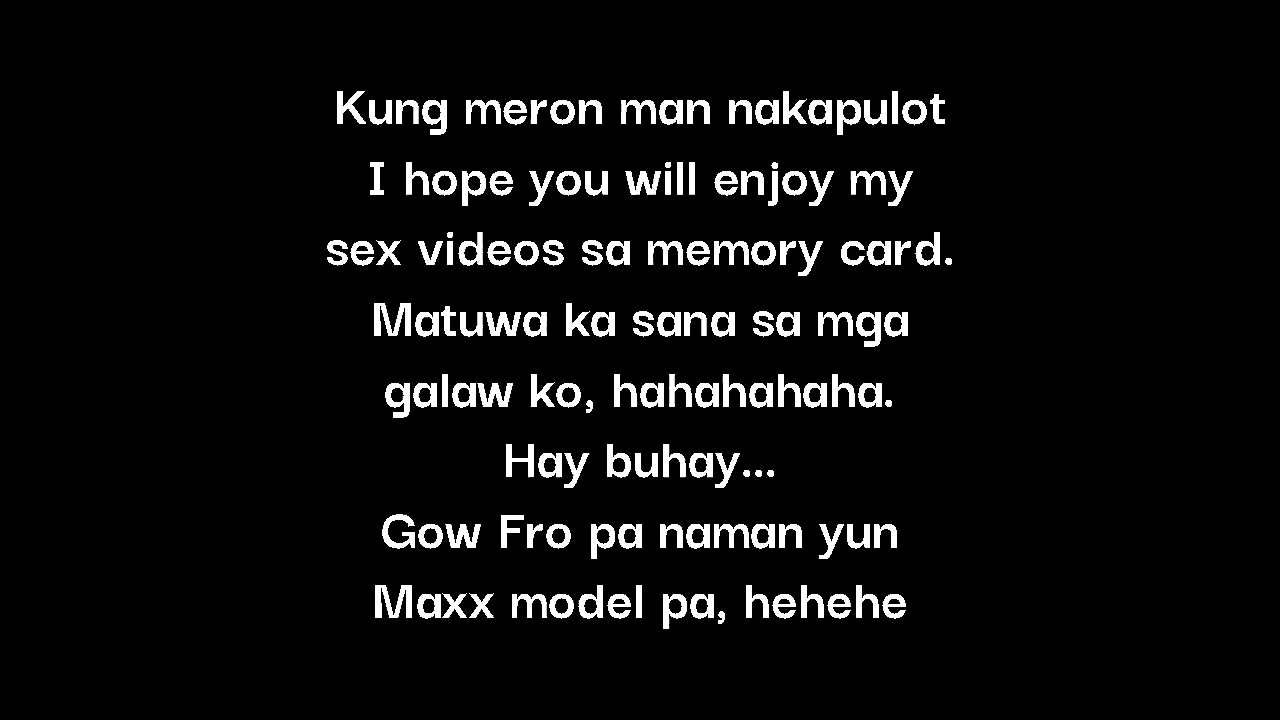 Kung meron man nakapulot
I hope you will enjoy my
sex videos sa memory card.
Matuwa ka sana sa mga
galaw ko, hahahahaha.
Hay buhay...
Gow Fro pa naman yun
Maxx model pa, hehehe